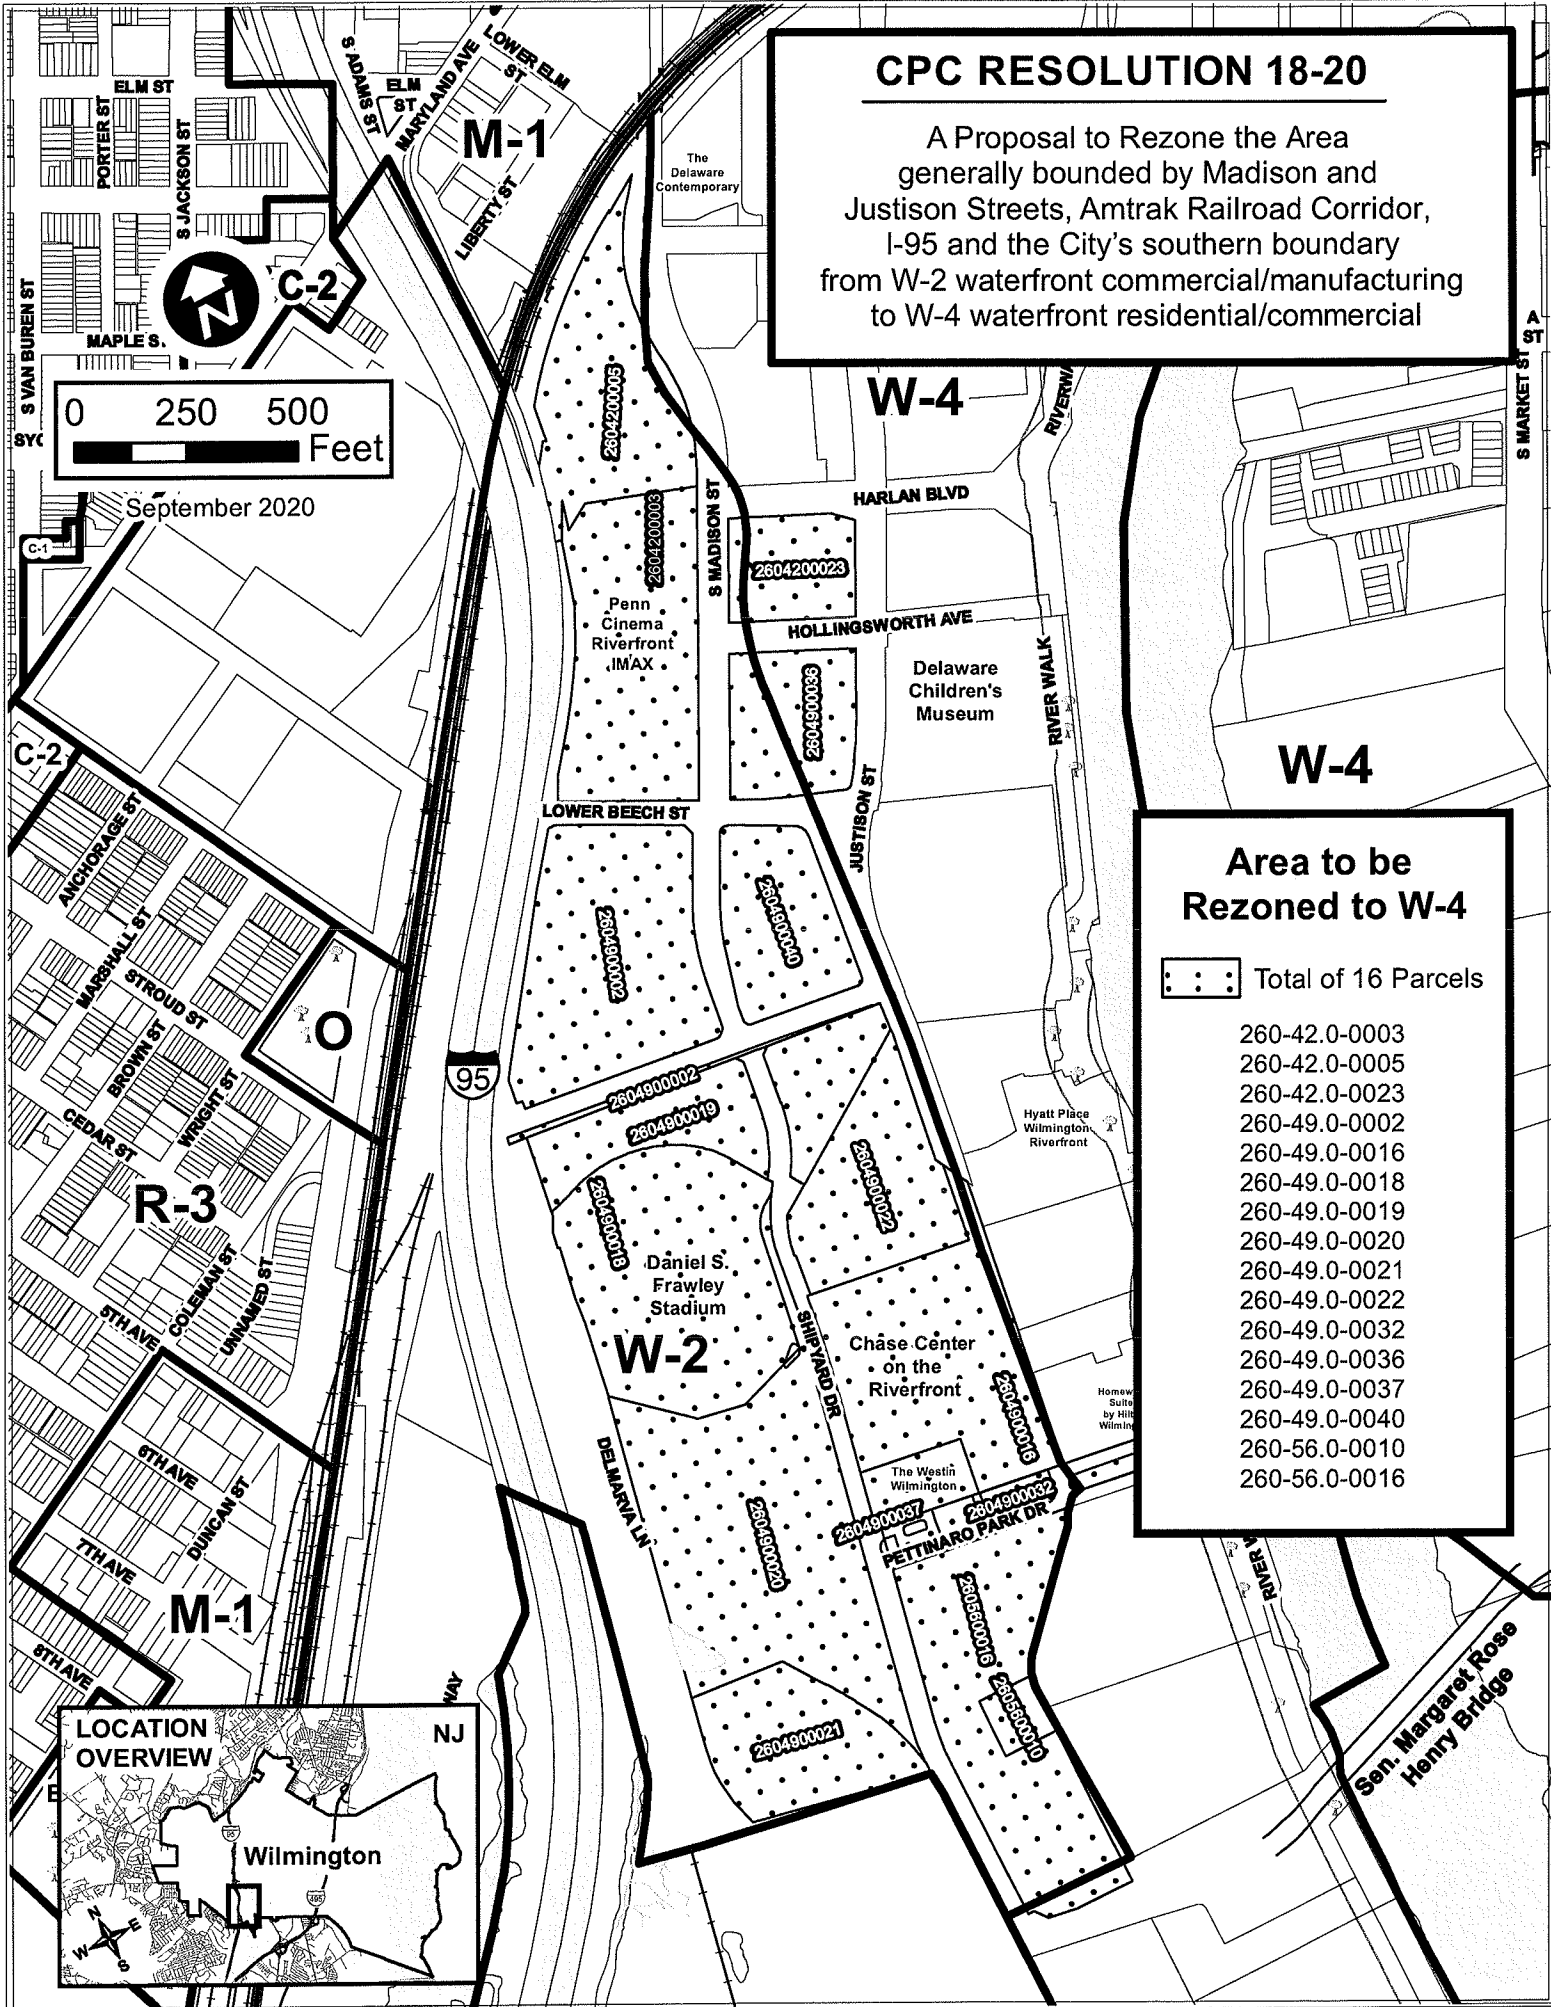 CPC RESOLUTION 18-20
A Proposal to Rezone the Area
generally bounded by Madison and
Justison Streets, Amtrak Railroad Corridor,
I-95 and the City's southern boundary
from W-2 waterfront commercial/manufacturing
to W-4 waterfront residential/commercial
ELM ST
PORTER ST
S JACKSON ST
S ADAMS ST
ELM
ST
MARYLAND AVE
LOWER ELM
ST
M-1
LIBERTY ST
The
Delaware
Contemporary
S VAN BUREN ST
N
C-2
MAPLE S
0 250 500
Feet
September 2020
C-1
A
ST
S MARKET ST
W-4
2604200005
2604200003
S MADISON ST
HARLAN BLVD
2604200023
HOLLINGSWORTH AVE
Penn
Cinema
Riverfront
IMAX
2604900036
Delaware
Children's
Museum
RIVER WALK
W-4
C-2
LOWER BEECH ST
JUSTISON ST
ANCHORAGE ST
MARSHALL ST
STROUD ST
BROWN ST
WRIGHT ST
CEDAR ST
O
R-3
COLEMAN ST
UNNAMED ST
5TH AVE
2604900040
95
2604900002
2604900019
2604900018
2604900022
Hyatt Place
Wilmington
Riverfront
Daniel S.
Frawley
Stadium
W-2
SHIPYARD DR
Chase Center
on the
Riverfront
2604900016
Homew
Suite
by Hilt
Wilming
DELMARVA LN
The Westin
Wilmington
2604900037
2604900032
PETTINARO PARK DR
2604900020
2605600016
2605600010
2604900021
6TH AVE
DUNCAN ST
7TH AVE
M-1
8TH AVE
WAY
Area to be
Rezoned to W-4
Total of 16 Parcels
260-42.0-0003
260-42.0-0005
260-42.0-0023
260-49.0-0002
260-49.0-0016
260-49.0-0018
260-49.0-0019
260-49.0-0020
260-49.0-0021
260-49.0-0022
260-49.0-0032
260-49.0-0036
260-49.0-0037
260-49.0-0040
260-56.0-0010
260-56.0-0016
Sen. Margaret Rose
Henry Bridge
LOCATION
OVERVIEW
NJ
Wilmington
95
495
N
E
W
S